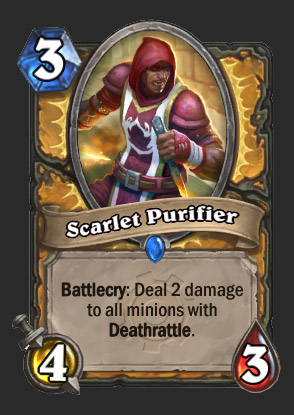 3
Scarlet Purifier
Battlecry: Deal 2 damage
to all minions with
Deathrattle.
4
3